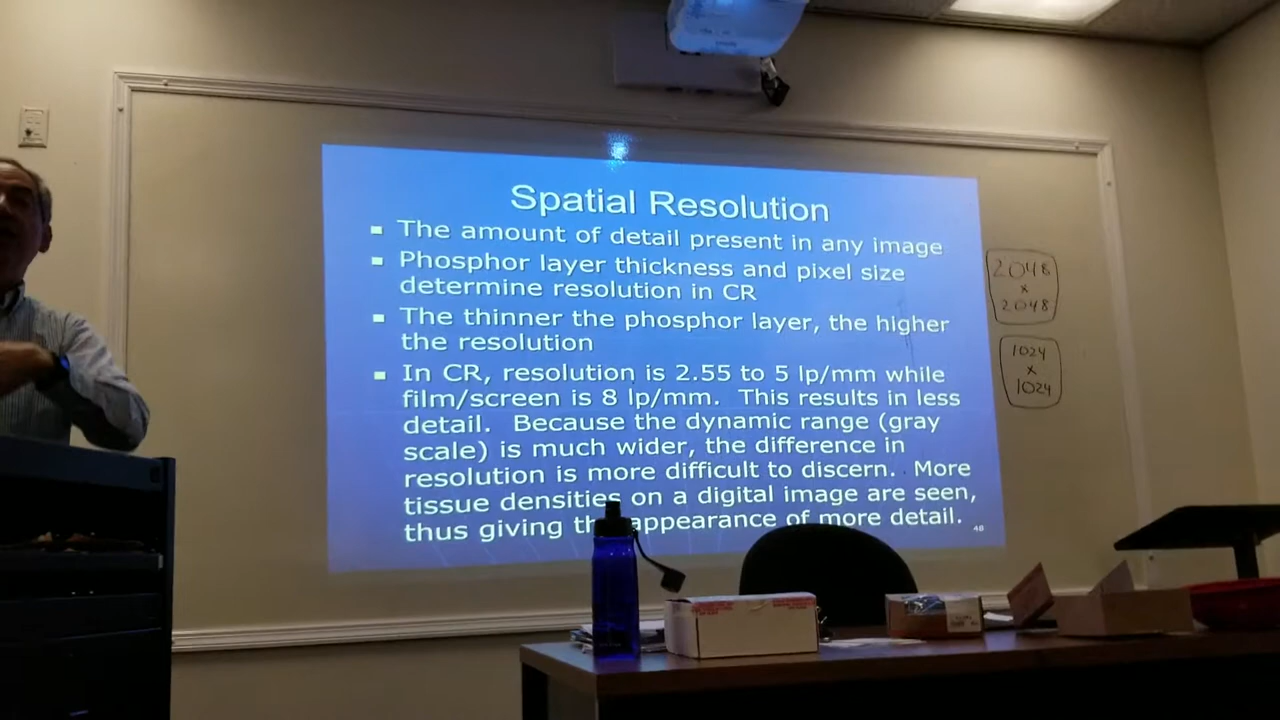 Spatial Resolution
The amount of detail present in any image
Phosphor layer thickness and pixel size
determine resolution in CR
The thinner the phosphor layer, the higher
the resolution
In CR, resolution is 2.55 to 5 lp/mm while
film/screen is 8 lp/mm. This results in less
detail. Because the dynamic range (gray
scale) is much wider, the difference in
resolution is more difficult to discern. More
tissue densities on a digital image are seen,
thus giving the appearance of more detail.
48
2048
x
2048
1024
x
1024